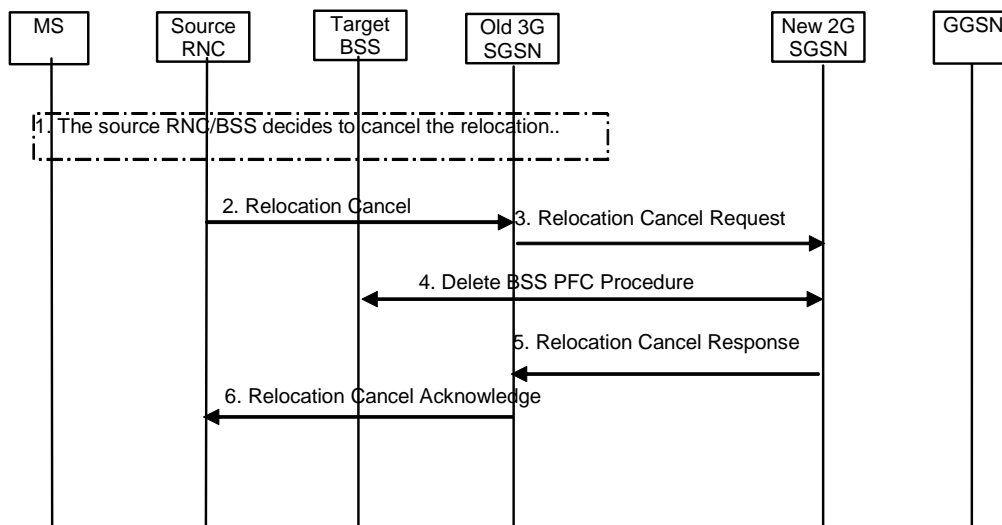 MS
Source
RNC
Target
BSS
Old 3G
SGSN
New 2G
SGSN
GGSN
1. The source RNC/BSS decides to cancel the relocation..
2. Relocation Cancel
3. Relocation Cancel Request
4. Delete BSS PFC Procedure
5. Relocation Cancel Response
6. Relocation Cancel Acknowledge